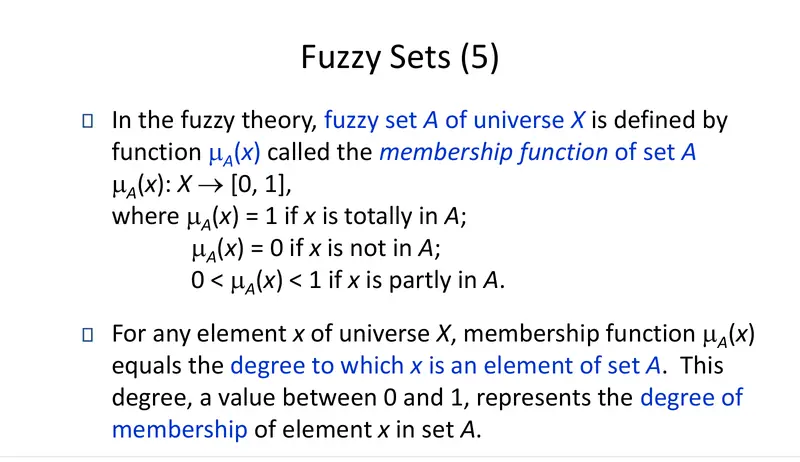 Fuzzy Sets (5)
In the fuzzy theory, fuzzy set A of universe X is defined by
function μA(x) called the membership function of set A
μA(x): X → [0, 1],
where μA(x) = 1 if x is totally in A;
μA(x) = 0 if x is not in A;
0 < μA(x) < 1 if x is partly in A.
For any element x of universe X, membership function μA(x)
equals the degree to which x is an element of set A. This
degree, a value between 0 and 1, represents the degree of
membership of element x in set A.